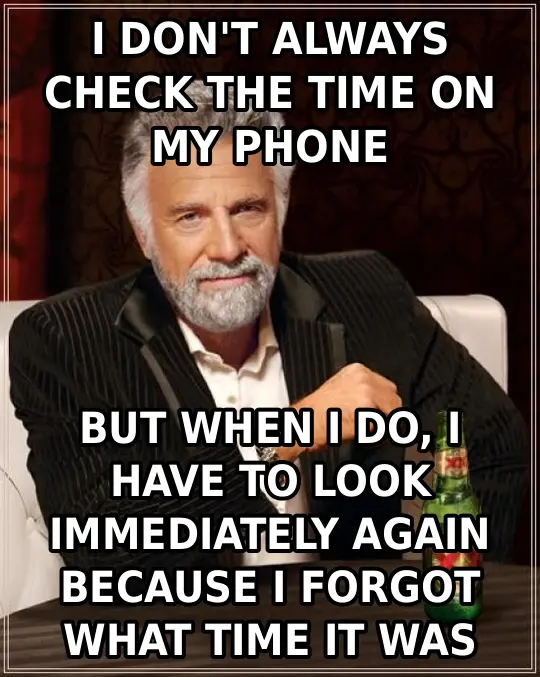 I DON'T ALWAYS
CHECK THE TIME ON
MY PHONE
BUT WHEN I DO, I
HAVE TO LOOK
IMMEDIATELY AGAIN
BECAUSE I FORGOT
WHAT TIME IT WAS
XX